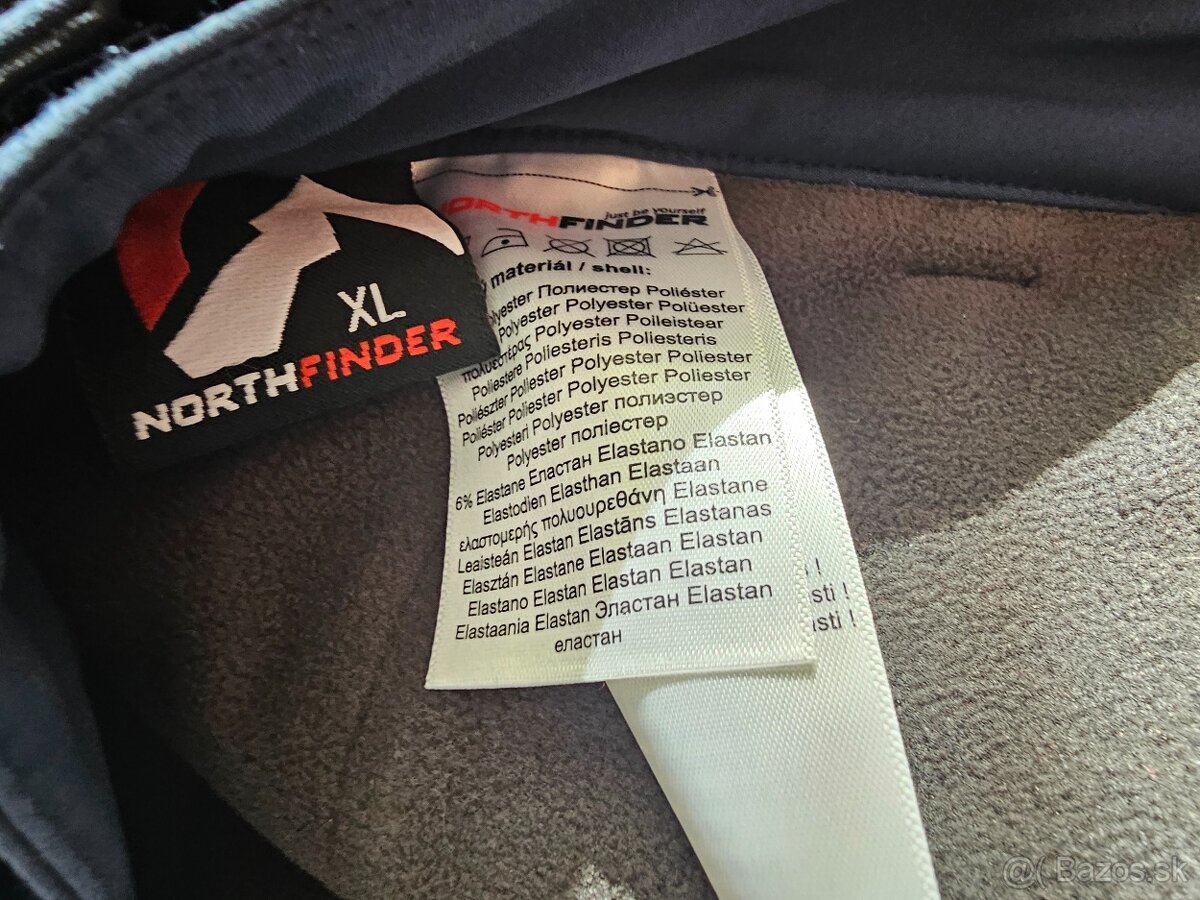 XL
NORTHFINDER
NORTHFINDER
just be yourself
materiál / shell:
Полиестер Poliéster
Polyester Polyester Polüester
Polyester Poileistear
Poliestere Poliesteris Poliesteris
Poliészter Poliester Polyester Poliester
Poliéster Poliester Polyester Poliester
Polyesteri Polyester полиэстер
Polyester поліестер
6% Elastane Еластан Elastano Elastan
Elastodien Elasthan Elastaan
ελαστομερής πολυουρεθάνη Elastane
Leaisteán Elastan Elastāns Elastanas
Elasztán Elastane Elastaan Elastan
Elastano Elastan Elastan Elastan
Elastaania Elastan Эластан Elastan
еластан
@( Bazos.sk